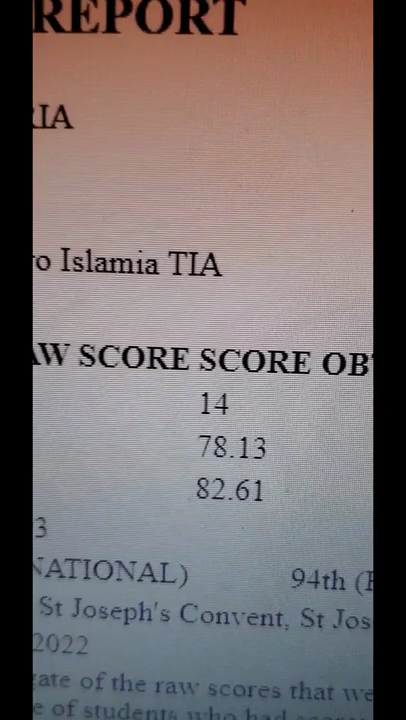 REPORT
IA
o Islamia TIA
AW SCORE SCORE OB
14
78.13
82.61
3
NATIONAL) 94th (
St Joseph's Convent, St Jos
2022
ate of the raw scores that we
e of students who had